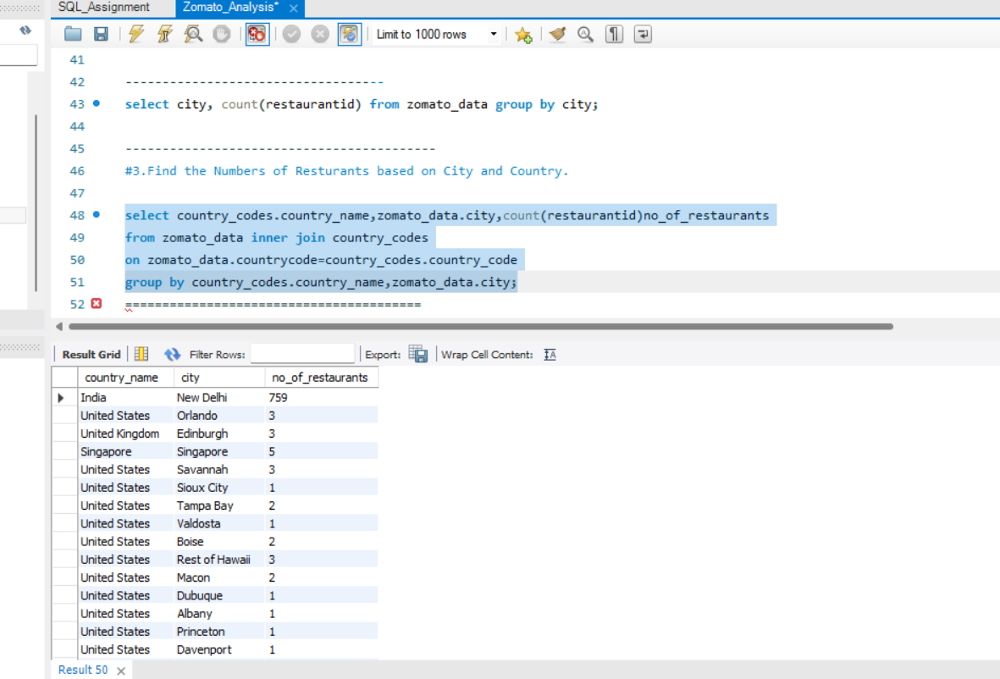 SQL_Assignment
Zomato_Analysis*
Limit to 1000 rows
41
42 -----------------------------------
43 select city, count(restaurantid) from zomato_data group by city;
44
45 ------------------------------------------
46 #3.Find the Numbers of Resturants based on City and Country.
47
48 select country_codes.country_name,zomato_data.city,count(restaurantid)no_of_restaurants
49 from zomato_data inner join country_codes
50 on zomato_data.countrycode=country_codes.country_code
51 group by country_codes.country_name,zomato_data.city;
52 ========================================
Result Grid Filter Rows: Export: Wrap Cell Content:
country_name city no_of_restaurants
India New Delhi 759
United States Orlando 3
United Kingdom Edinburgh 3
Singapore Singapore 5
United States Savannah 3
United States Sioux City 1
United States Tampa Bay 2
United States Valdosta 1
United States Boise 2
United States Rest of Hawaii 3
United States Macon 2
United States Dubuque 1
United States Albany 1
United States Princeton 1
United States Davenport 1
Result 50